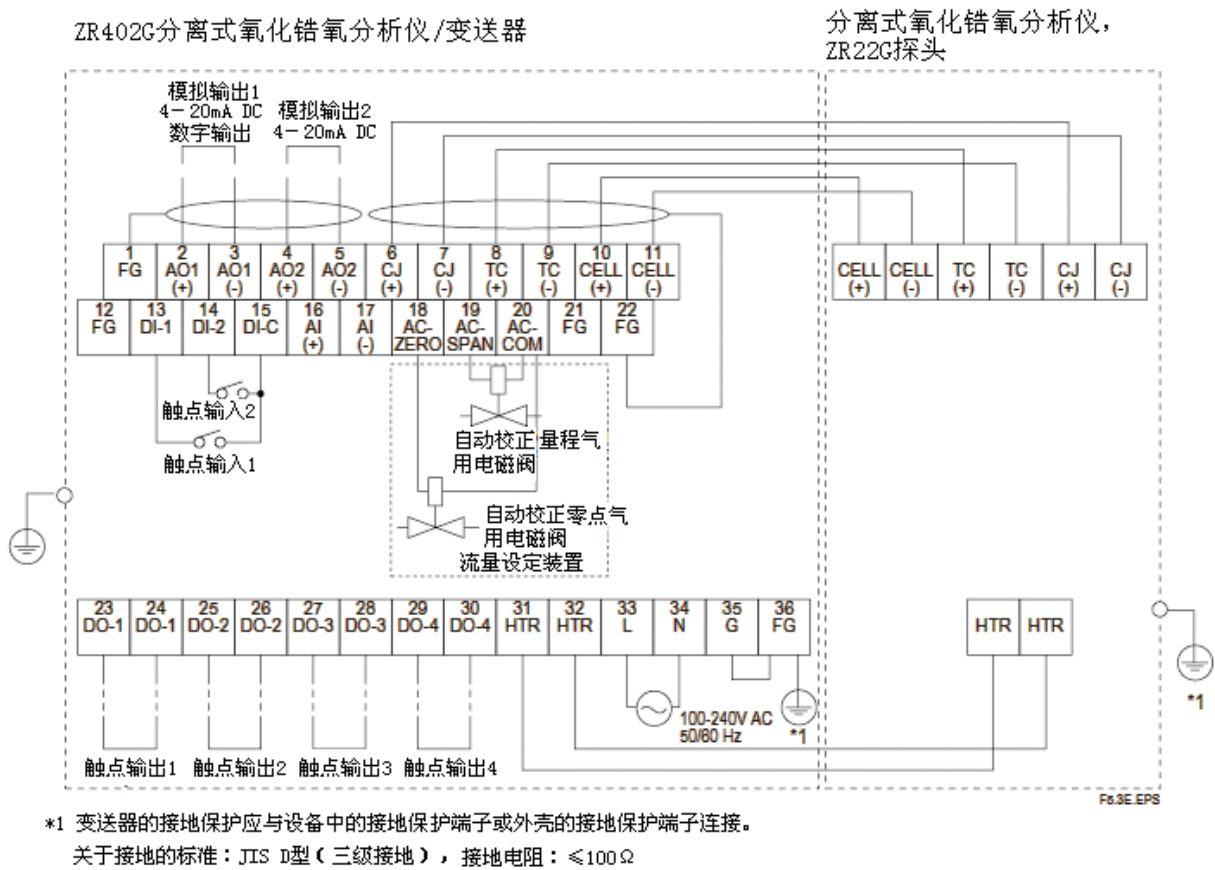 ZR402G分离式氧化锆氧分析仪/变送器
分离式氧化锆氧分析仪，
ZR22G探头
模拟输出1
4－20mA DC
数字输出
模拟输出2
4－20mA DC
1 FG
2 AO1 (+)
3 AO1 (-)
4 AO2 (+)
5 AO2 (-)
6 CJ (+)
7 CJ (-)
8 TC (+)
9 TC (-)
10 CELL (+)
11 CELL (-)
CELL (+)
CELL (-)
TC (+)
TC (-)
CJ (+)
CJ (-)
12 FG
13 DI-1
14 DI-2
15 DI-C
16 AI (+)
17 AI (-)
18 AC-ZERO
19 AC-SPAN
20 AC-COM
21 FG
22 FG
触点输入2
触点输入1
自动校正量程气
用电磁阀
自动校正零点气
用电磁阀
流量设定装置
23 DO-1
24 DO-1
25 DO-2
26 DO-2
27 DO-3
28 DO-3
29 DO-4
30 DO-4
31 HTR
32 HTR
33 L
34 N
35 G
36 FG
HTR
HTR
100-240V AC
50/60 Hz
*1
*1
触点输出1
触点输出2
触点输出3
触点输出4
F6.3E.EPS
*1 变送器的接地保护应与设备中的接地保护端子或外壳的接地保护端子连接。
关于接地的标准：JIS D型（三级接地），接地电阻：≤100Ω